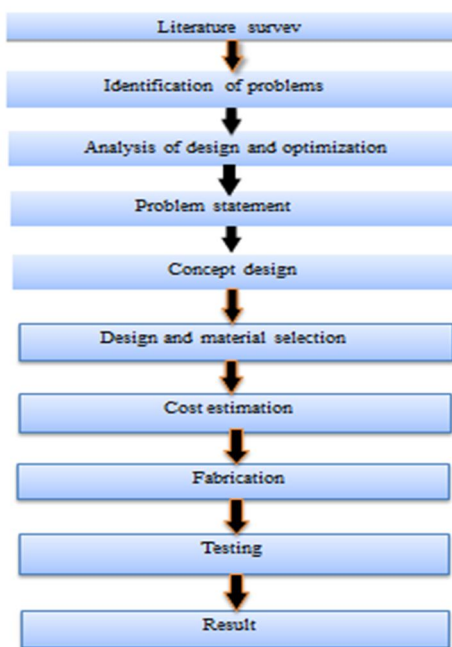 Literature survev
Identification of problems
Analysis of design and optimization
Problem statement
Concept design
Design and material selection
Cost estimation
Fabrication
Testing
Result